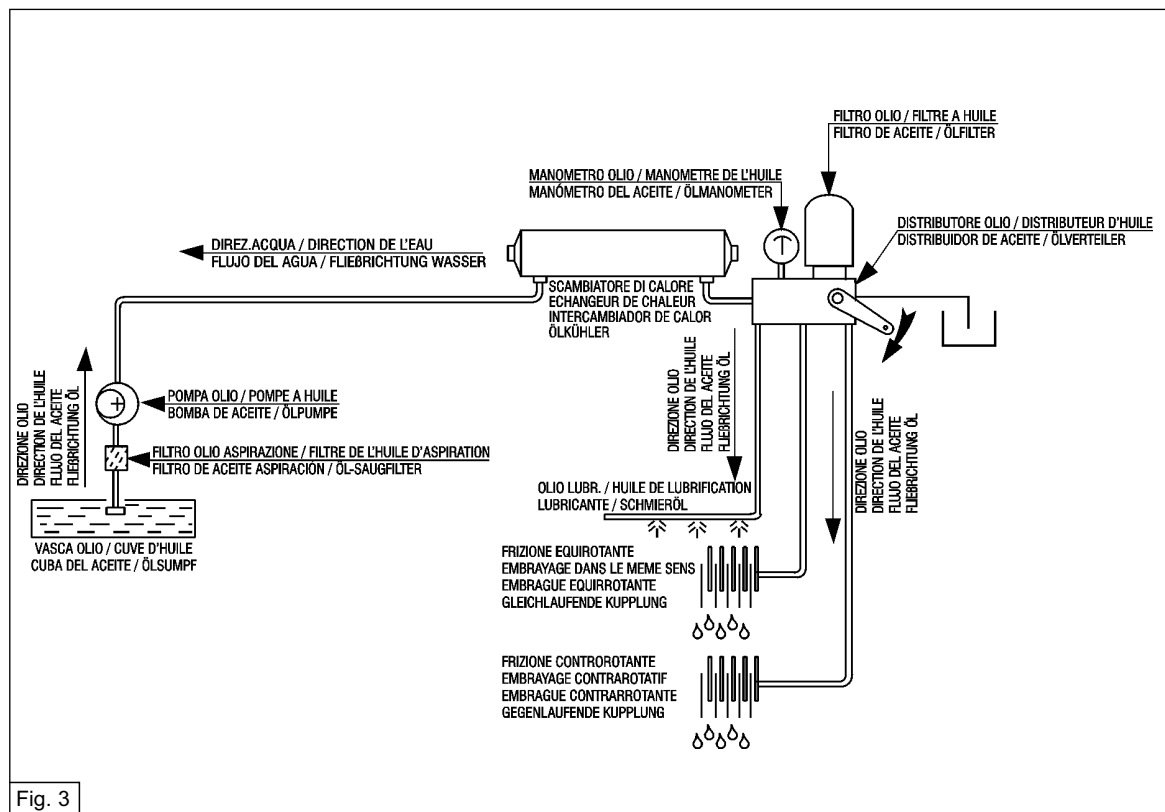 FILTRO OLIO / FILTRE A HUILE
FILTRO DE ACEITE / ÖLFILTER
MANOMETRO OLIO / MANOMETRE DE L'HUILE
MANÓMETRO DEL ACEITE / ÖLMANOMETER
DISTRIBUTORE OLIO / DISTRIBUTEUR D'HUILE
DISTRIBUIDOR DE ACEITE / ÖLVERTEILER
DIREZ.ACQUA / DIRECTION DE L'EAU
FLUJO DEL AGUA / FLIEßRICHTUNG WASSER
SCAMBIATORE DI CALORE
ECHANGEUR DE CHALEUR
INTERCAMBIADOR DE CALOR
ÖLKÜHLER
DIREZIONE OLIO
DIRECTION DE L'HUILE
FLUJO DEL ACEITE
FLIEBRICHTUNG ÖL
POMPA OLIO / POMPE A HUILE
BOMBA DE ACEITE / ÖLPUMPE
FILTRO OLIO ASPIRAZIONE / FILTRE DE L'HUILE D'ASPIRATION
FILTRO DE ACEITE ASPIRACIÓN / ÖL-SAUGFILTER
VASCA OLIO / CUVE D'HUILE
CUBA DEL ACEITE / ÖLSUMPF
DIREZIONE OLIO
DIRECTION DE L'HUILE
FLUJO DEL ACEITE
FLIEBRICHTUNG ÖL
DIREZIONE OLIO
DIRECTION DE L'HUILE
FLUJO DEL ACEITE
FLIEBRICHTUNG ÖL
OLIO LUBR. / HUILE DE LUBRIFICATION
LUBRICANTE / SCHMIERÖL
FRIZIONE EQUIROTANTE
EMBRAYAGE DANS LE MEME SENS
EMBRAGUE EQUIRROTANTE
GLEICHLAUFENDE KUPPLUNG
FRIZIONE CONTROROTANTE
EMBRAYAGE CONTRAROTATIF
EMBRAGUE CONTRARROTANTE
GEGENLAUFENDE KUPPLUNG
Fig. 3